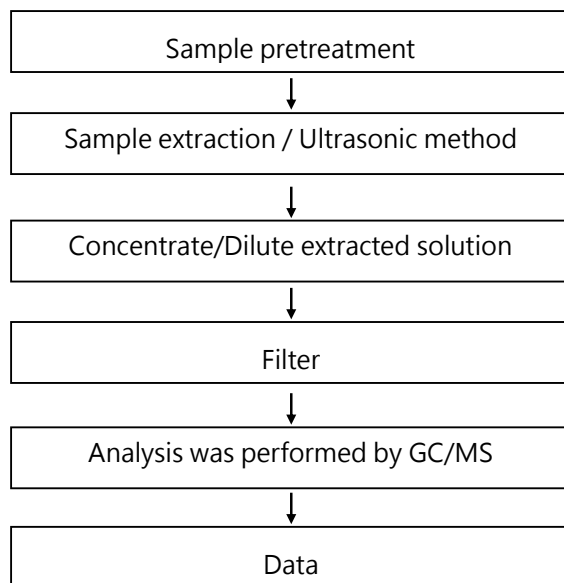 Sample pretreatment
Sample extraction / Ultrasonic method
Concentrate/Dilute extracted solution
Filter
Analysis was performed by GC/MS
Data